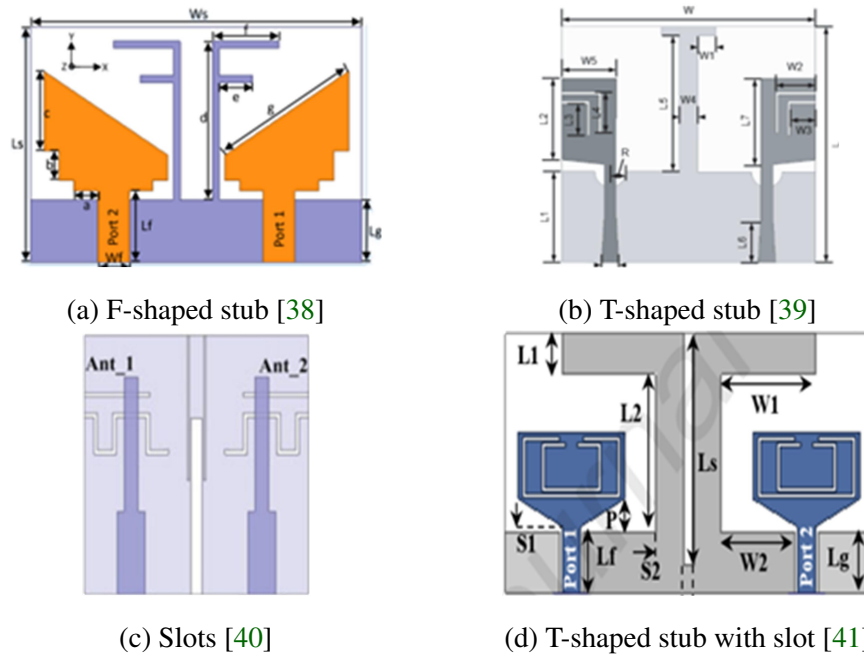 Ws
f
Y
Z
X
e
c
d
g
Ls
b
a
Lf
Port 2
Port 1
Lg
Wf
(a) F-shaped stub [38]
W
W1
W5
W2
L5
W4
L2
L3
L4
L7
W3
L
R
L1
L6
(b) T-shaped stub [39]
Ant_1
Ant_2
(c) Slots [40]
L1
W1
L2
Ls
P
S1
Port 1
Lf
S2
W2
Port 2
Lg
(d) T-shaped stub with slot [41]